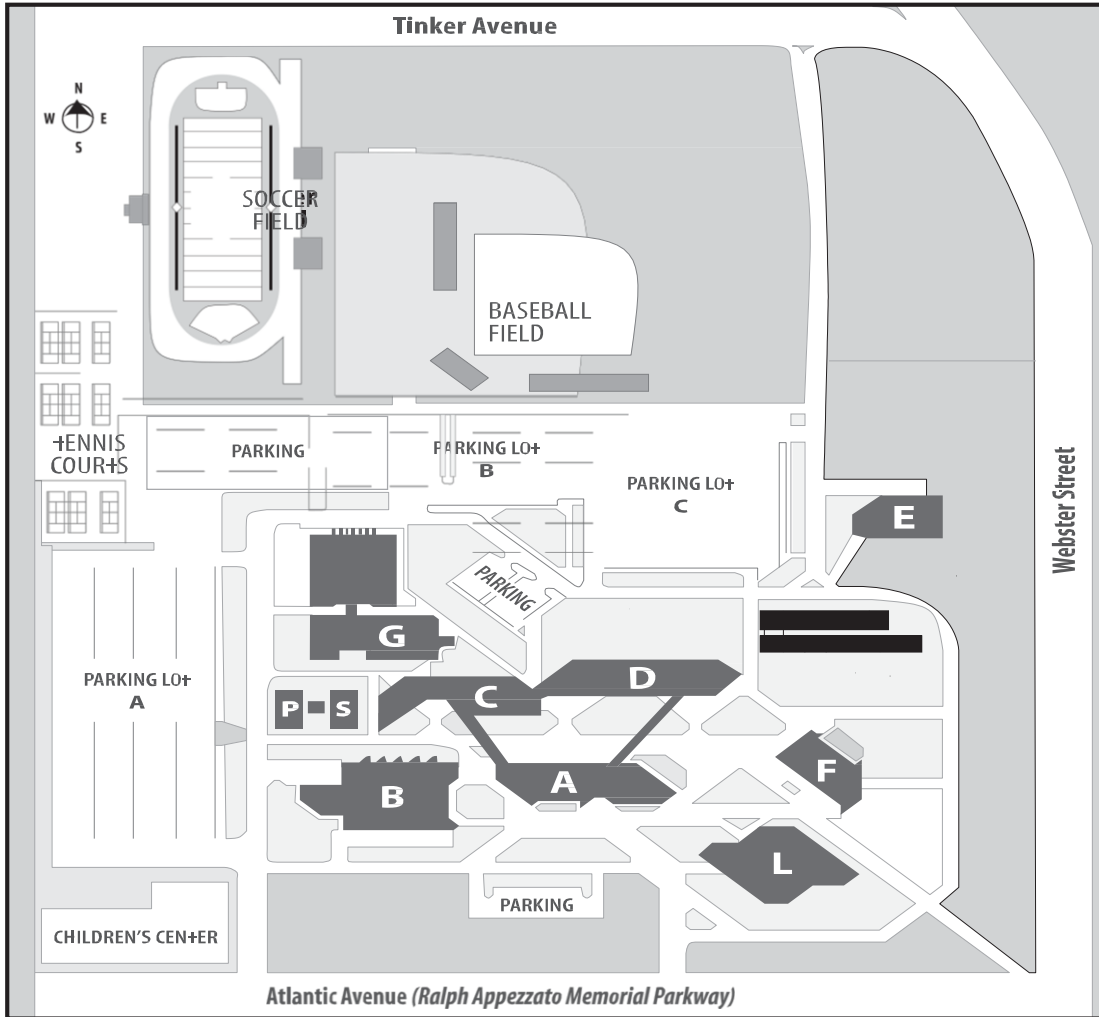 Tinker Avenue
N
W E
S
SOCCER
FIELD
BASEBALL
FIELD
TENNIS
COURTS
PARKING
PARKING LOT
B
PARKING LOT
C
E
Webster Street
PARKING
G
D
PARKING LOT
A
C
P S
F
A
B
L
PARKING
CHILDREN'S CENTER
Atlantic Avenue (Ralph Appezzato Memorial Parkway)